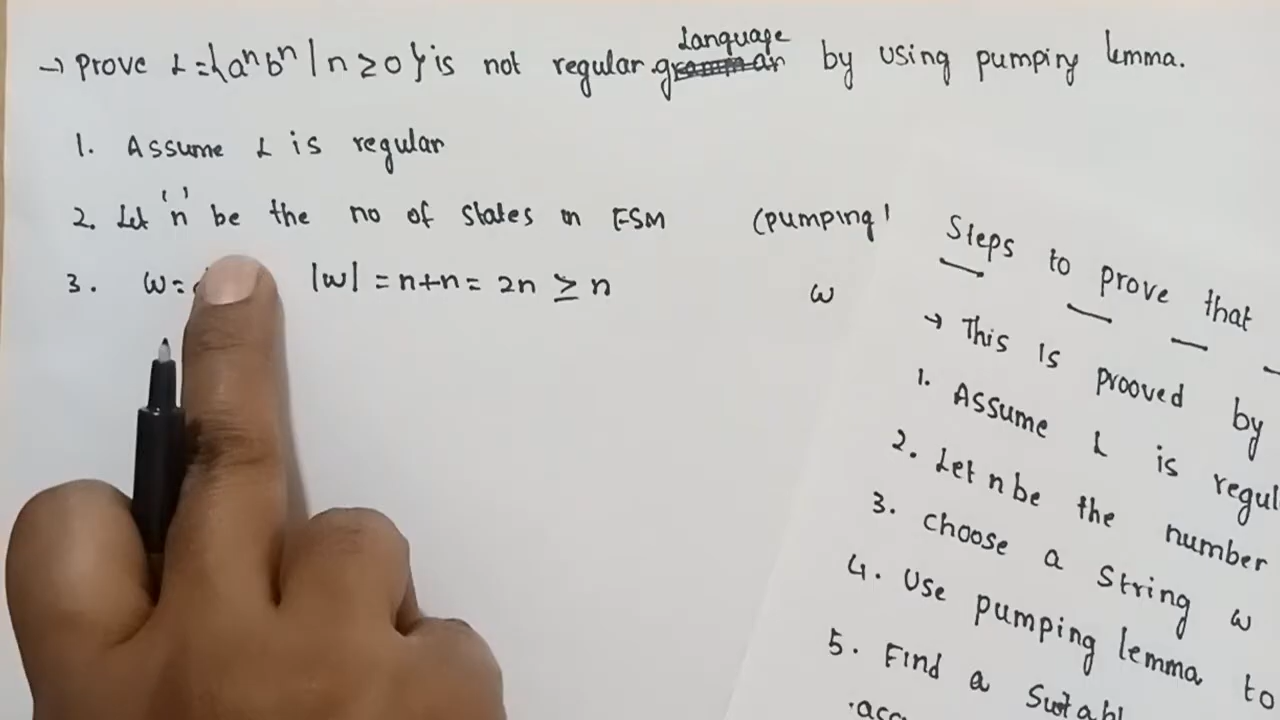 → prove L = {aⁿbⁿ / n ≥ 0} is not regular Language by using pumping lemma.
1. Assume L is regular
2. Let 'n' be the no of states in FSM (pumping
3. w = |w| = n+n = 2n ≥ n w
Steps to prove that
→ This is prooved by
1. Assume L is regul
2. Let n be the number
3. choose a string w
4. Use pumping lemma to
5. Find a